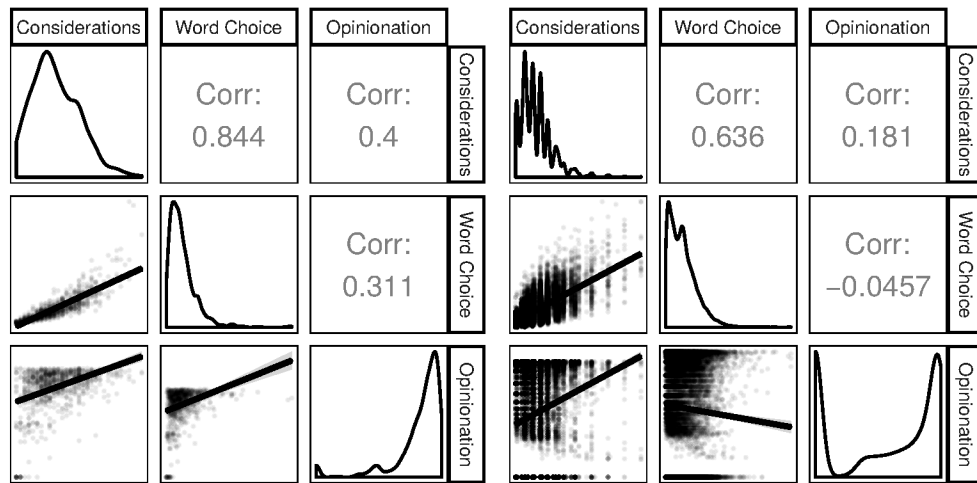 Considerations
Word Choice
Opinionation
Considerations
Word Choice
Opinionation
Corr:
0.844
Corr:
0.4
Considerations
Corr:
0.636
Corr:
0.181
Considerations
Corr:
0.311
Word Choice
Corr:
−0.0457
Word Choice
Opinionation
Opinionation